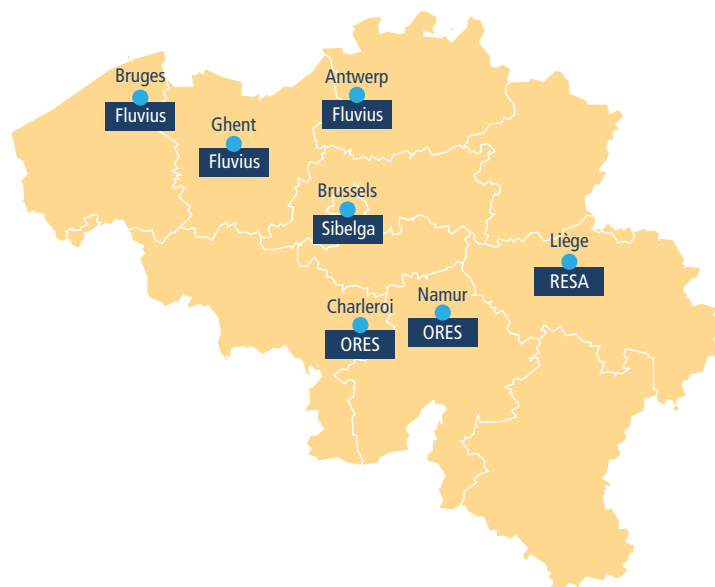 Bruges
Fluvius
Antwerp
Fluvius
Ghent
Fluvius
Brussels
Sibelga
Liège
RESA
Charleroi
ORES
Namur
ORES